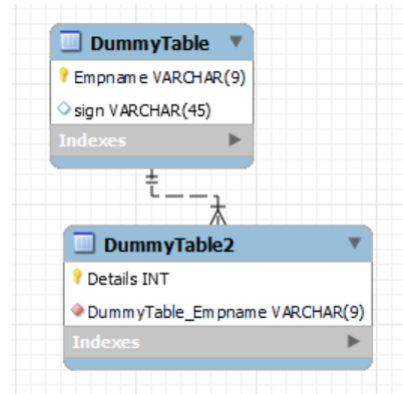 DummyTable
Empname VARCHAR(9)
sign VARCHAR(45)
Indexes
DummyTable2
Details INT
DummyTable_Empname VARCHAR(9)
Indexes